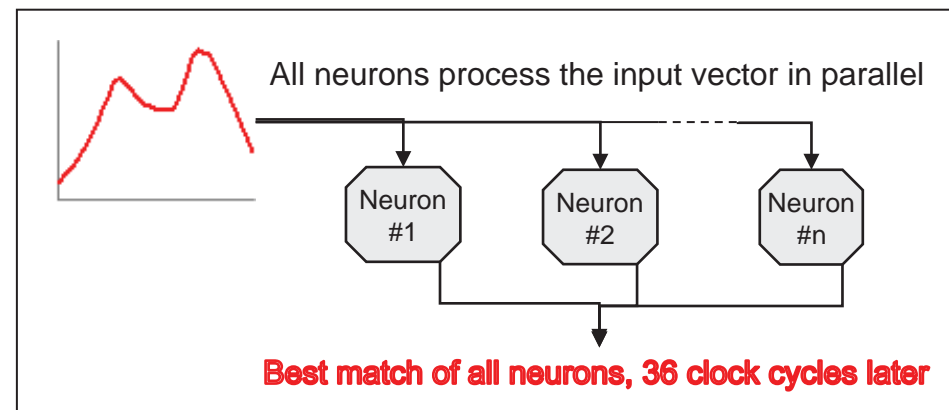 All neurons process the input vector in parallel
Neuron
#1
Neuron
#2
Neuron
#n
Best match of all neurons, 36 clock cycles later